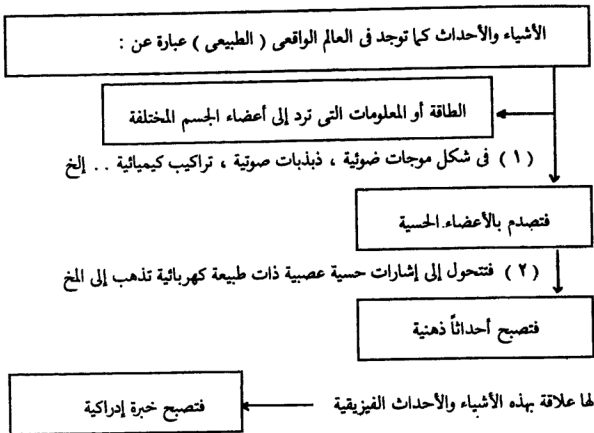 الأشياء والأحداث كما توجد فى العالم الواقعى ( الطبيعى ) عبارة عن :
الطاقة أو المعلومات التى ترد إلى أعضاء الجسم المختلفة
( ١ ) فى شكل موجات ضوئية ، ذبذبات صوتية ، تراكيب كيميائية . . إلخ
فتصدم بالأعضاء الحسية
( ٢ ) فتتحول إلى إشارات حسية عصبية ذات طبيعة كهربائية تذهب إلى المخ
فتصبح أحداثاً ذهنية
لها علاقة بهذه الأشياء والأحداث الفيزيقية
فتصبح خبرة إدراكية